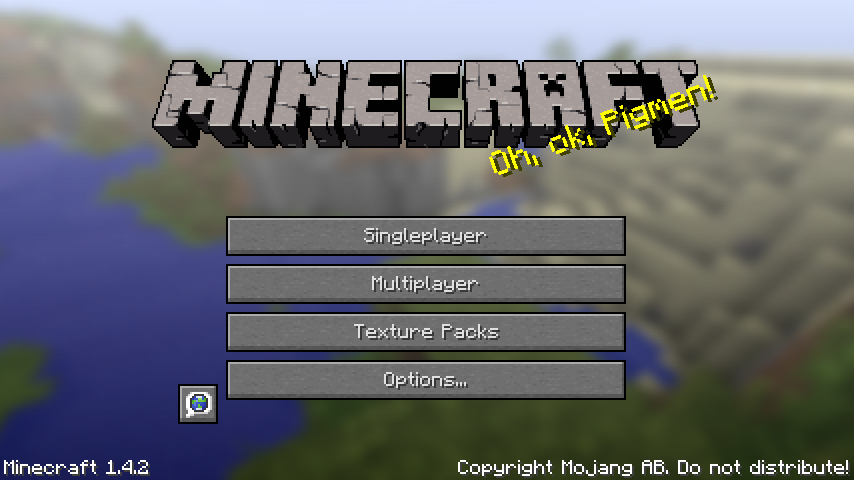 MINECRAFT
Oh, ok, Pigmen!
Singleplayer
Multiplayer
Texture Packs
Options...
Minecraft 1.4.2
Copyright Mojang AB. Do not distribute!